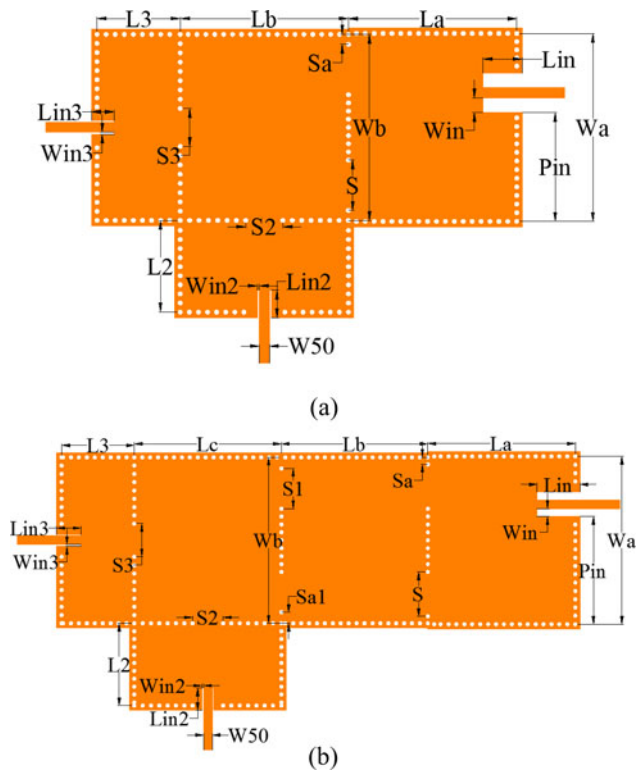 L3 Lb La
Sa
Lin
Lin3
Wb
Win
Wa
Win3
S3
Pin
S
S2
L2
Win2 Lin2
W50
(a)
L3 Lc Lb La
Sa
S1
Lin
Lin3
Wb
Win
Wa
Win3
S3
Pin
Sa1
S
S2
L2
Win2
Lin2
W50
(b)